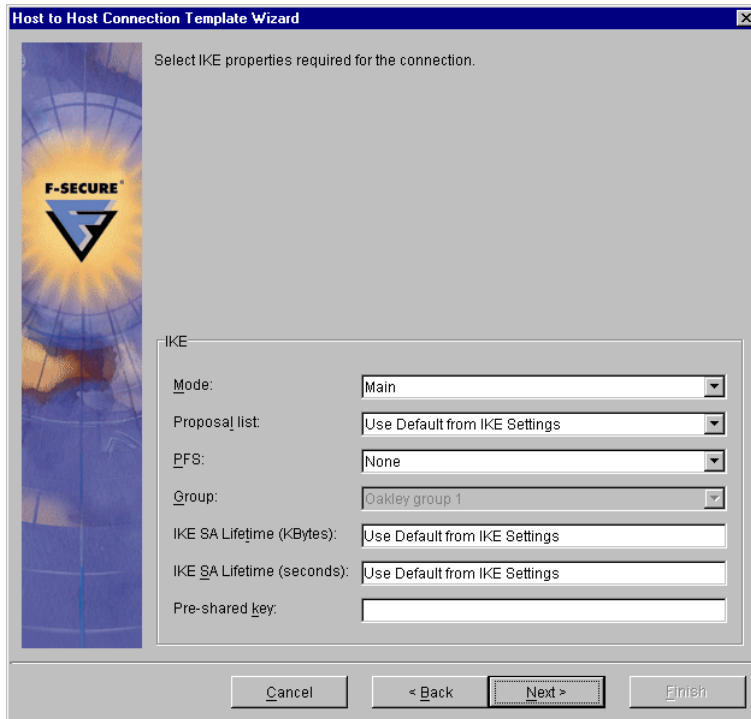 Host to Host Connection Template Wizard
Select IKE properties required for the connection.
F-SECURE®
IKE
Mode: Main
Proposal list: Use Default from IKE Settings
PFS: None
Group: Oakley group 1
IKE SA Lifetime (KBytes): Use Default from IKE Settings
IKE SA Lifetime (seconds): Use Default from IKE Settings
Pre-shared key:
Cancel < Back Next > Finish